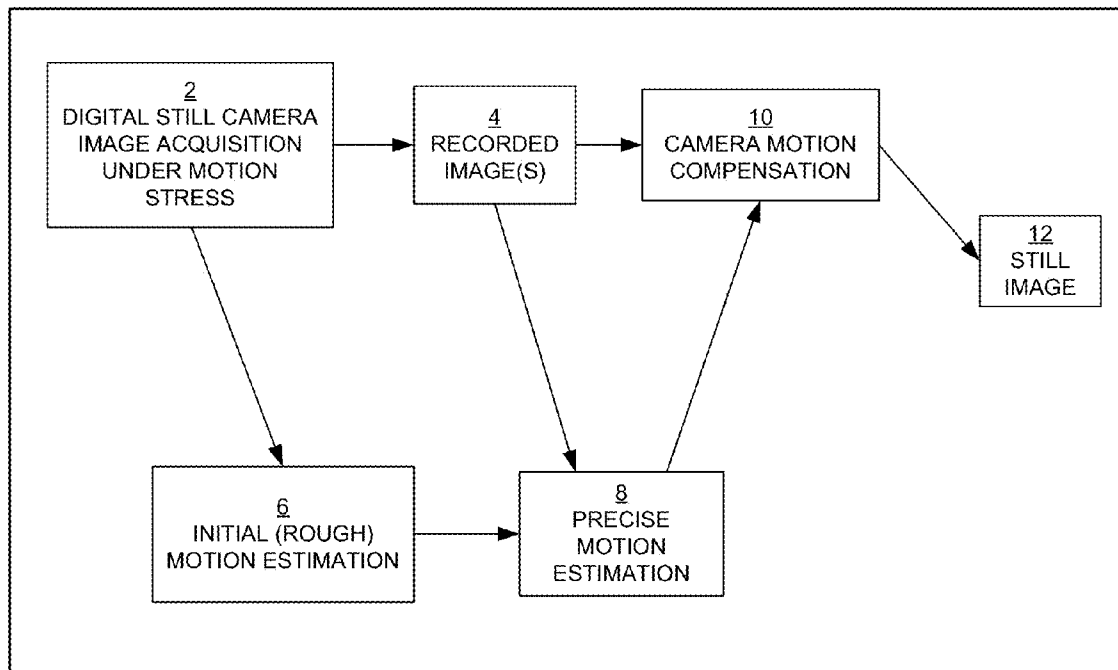 2
DIGITAL STILL CAMERA
IMAGE ACQUISITION
UNDER MOTION
STRESS
4
RECORDED
IMAGE(S)
10
CAMERA MOTION
COMPENSATION
12
STILL
IMAGE
6
INITIAL (ROUGH)
MOTION ESTIMATION
8
PRECISE
MOTION
ESTIMATION